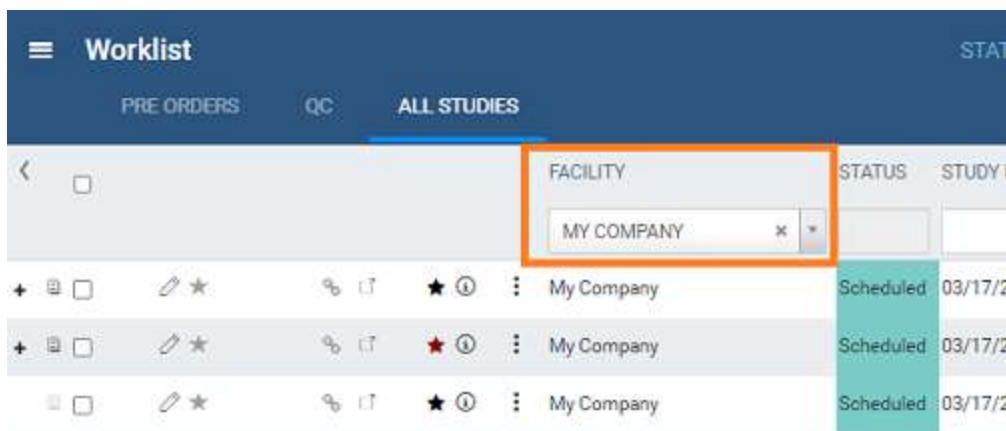 Worklist
STAT
PRE ORDERS QC ALL STUDIES
FACILITY STATUS STUDY
MY COMPANY
My Company Scheduled 03/17/2
My Company Scheduled 03/17/2
My Company Scheduled 03/17/2